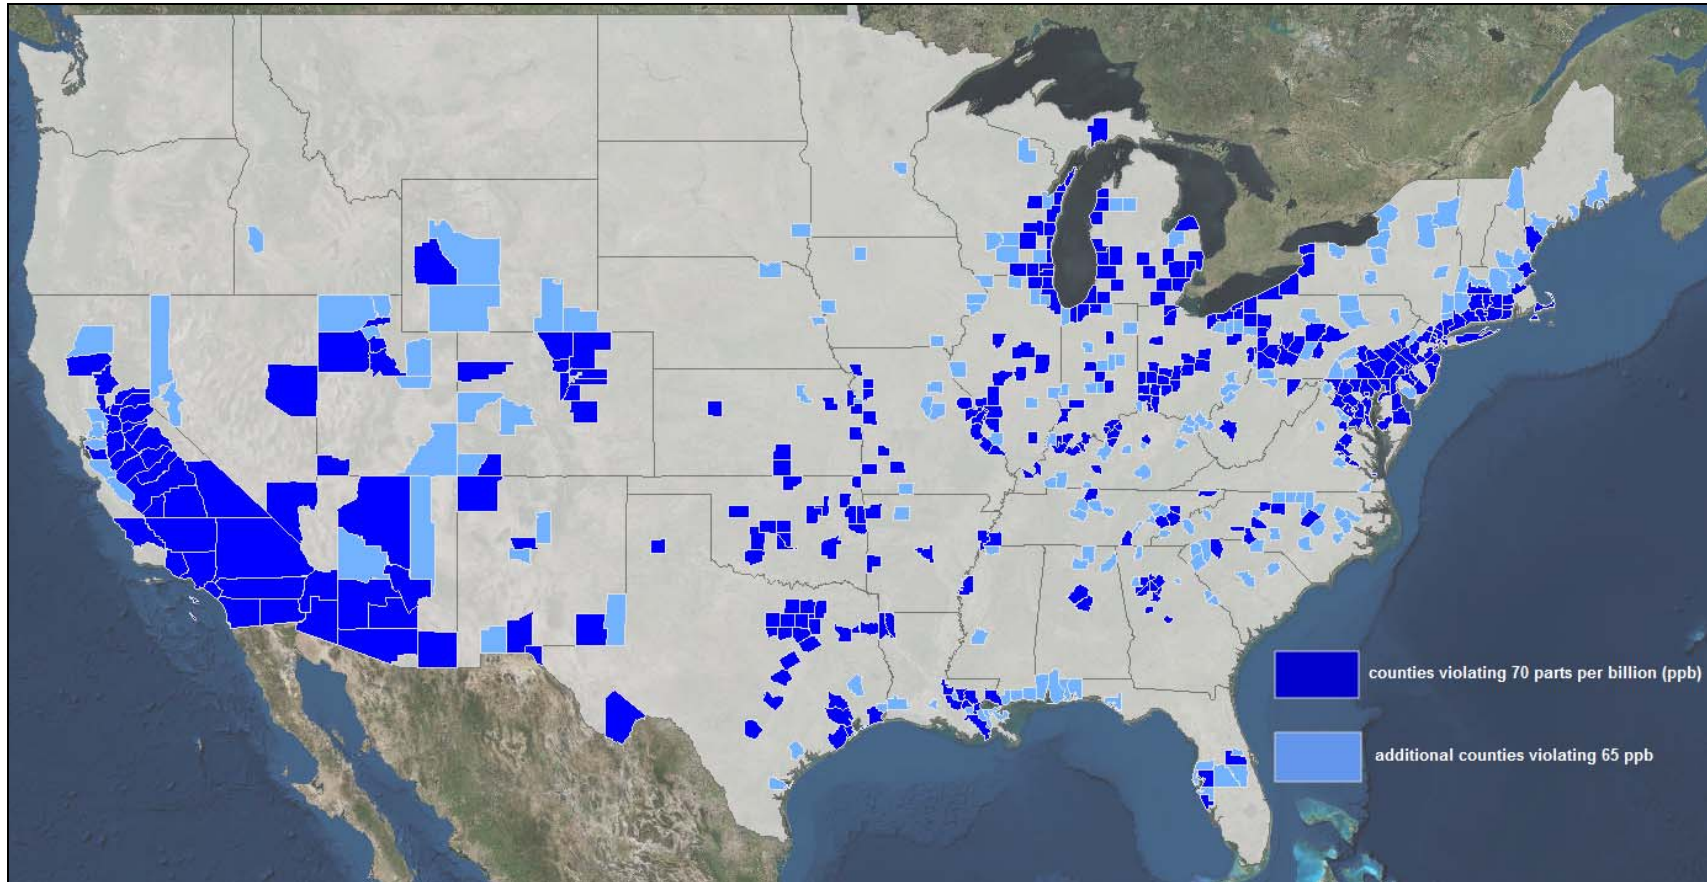 counties violating 70 parts per billion (ppb)
additional counties violating 65 ppb